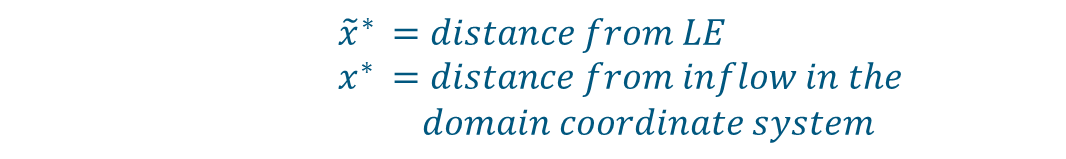 x̃* = distance from LE
x* = distance from inflow in the
domain coordinate system